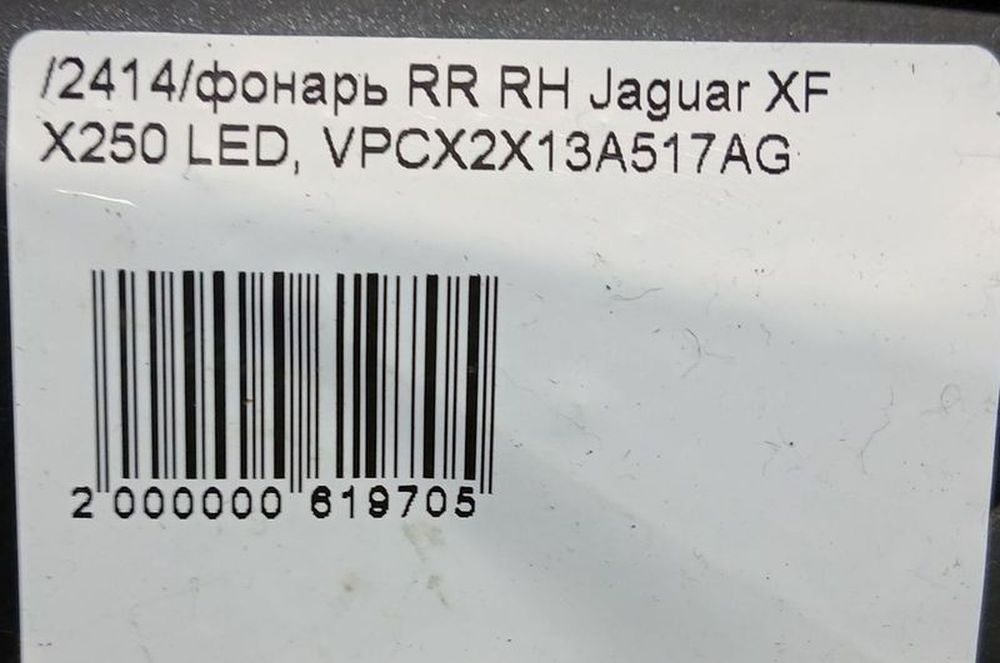 /2414/фонарь RR RH Jaguar XF
X250 LED, VPCX2X13A517AG
2 000000 619705